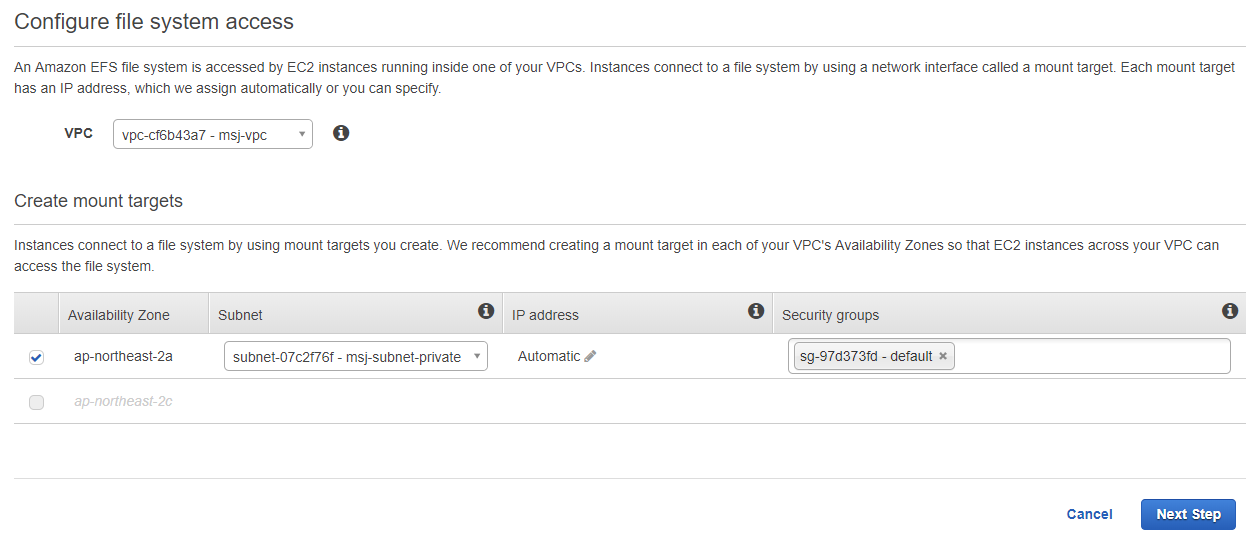 Configure file system access
An Amazon EFS file system is accessed by EC2 instances running inside one of your VPCs. Instances connect to a file system by using a network interface called a mount target. Each mount target
has an IP address, which we assign automatically or you can specify.
VPC vpc-cf6b43a7 - msj-vpc
Create mount targets
Instances connect to a file system by using mount targets you create. We recommend creating a mount target in each of your VPC's Availability Zones so that EC2 instances across your VPC can
access the file system.
Availability Zone Subnet IP address Security groups
ap-northeast-2a subnet-07c2f76f - msj-subnet-private Automatic sg-97d373fd - default
ap-northeast-2c
Cancel Next Step